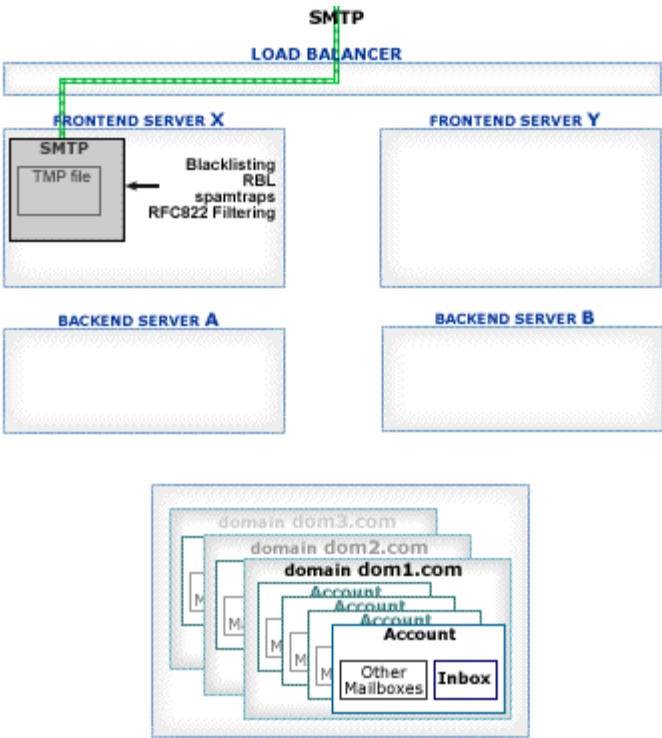 SMTP
LOAD BALANCER
FRONTEND SERVER X
FRONTEND SERVER Y
SMTP
TMP file
Blacklisting
RBL
spamtraps
RFC822 Filtering
BACKEND SERVER A
BACKEND SERVER B
domain dom3.com
domain dom2.com
domain dom1.com
Account
Account
Account
Account
M
M
M
M
M
Other
Mailboxes
Inbox